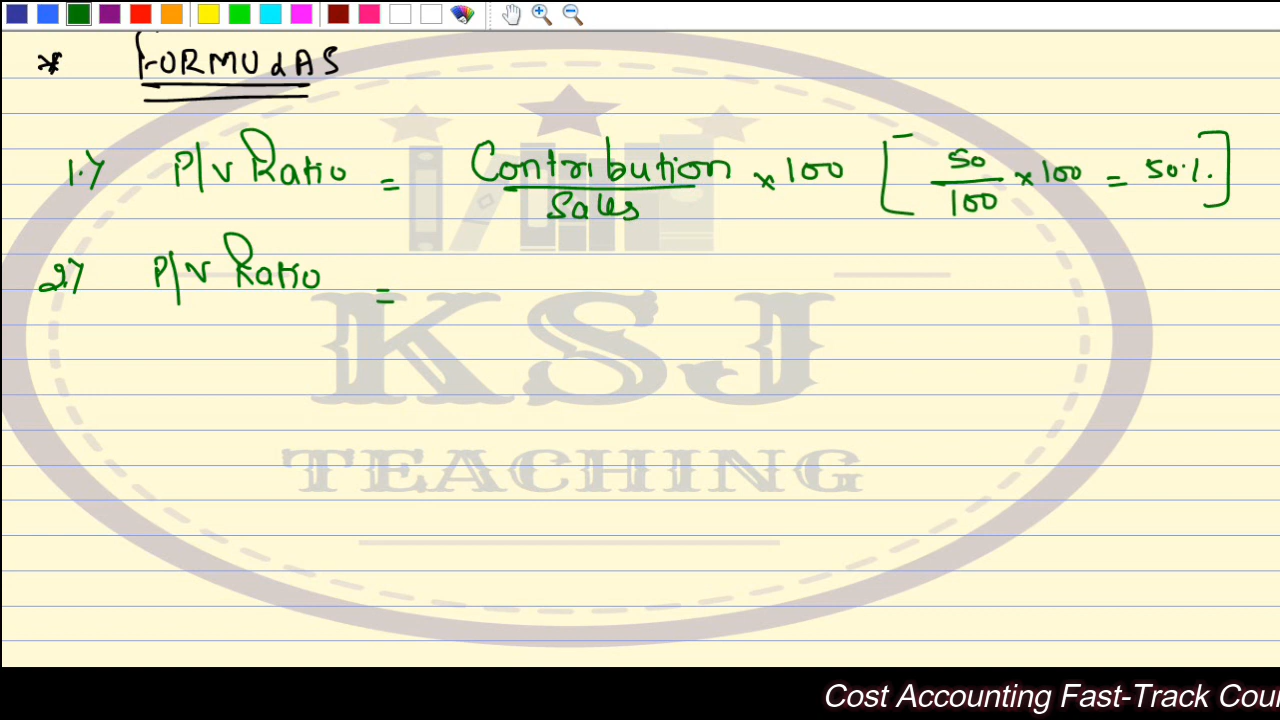 * FORMULAS
1.) P/V Ratio = Contribution / Sales × 100 [ 50 / 100 × 100 = 50%. ]
2.) P/V Ratio =
KSJ
TEACHING
Cost Accounting Fast-Track Cou